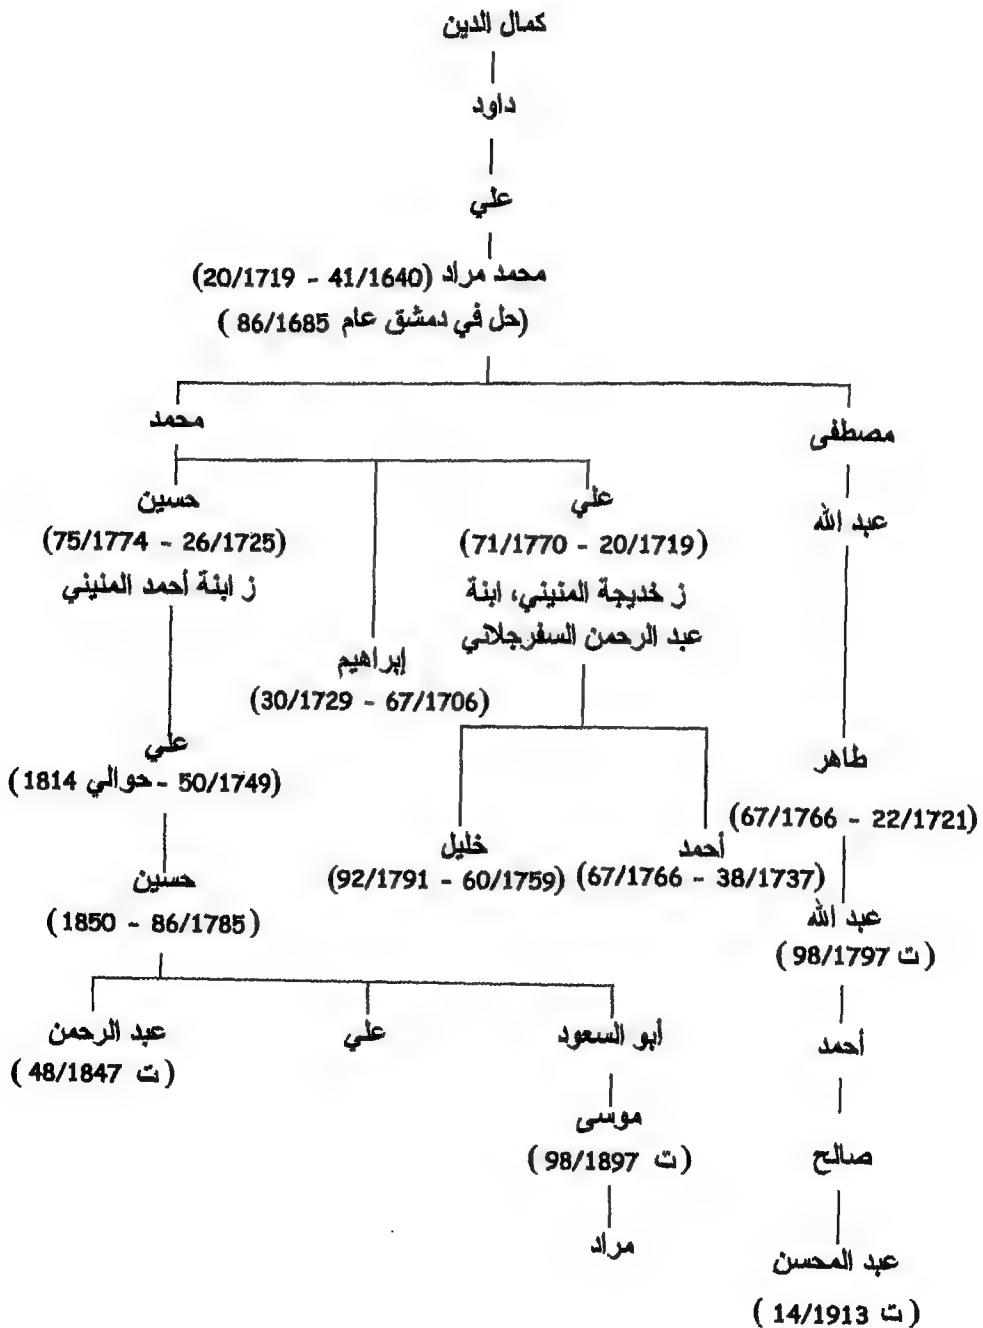 كمال الدين
داود
علي
محمد مراد (41/1640 - 20/1719)
(حل في دمشق عام 86/1685)
محمد
مصطفى
حسين
(26/1725 - 75/1774)
ز ابنة أحمد المنيني
إبراهيم
(67/1706 - 30/1729)
علي
(20/1719 - 71/1770)
ز خديجة المنيني، ابنة
عبد الرحمن السفرجلاني
عبد الله
علي
(50/1749 - حوالي 1814)
خليل
(60/1759 - 92/1791)
أحمد
(38/1737 - 67/1766)
طاهر
(22/1721 - 67/1766)
حسين
(86/1785 - 1850)
عبد الله
(ت 98/1797)
عبد الرحمن
(ت 48/1847)
علي
أبو السعود
أحمد
موسى
(ت 98/1897)
صالح
مراد
عبد المحسن
(ت 14/1913)